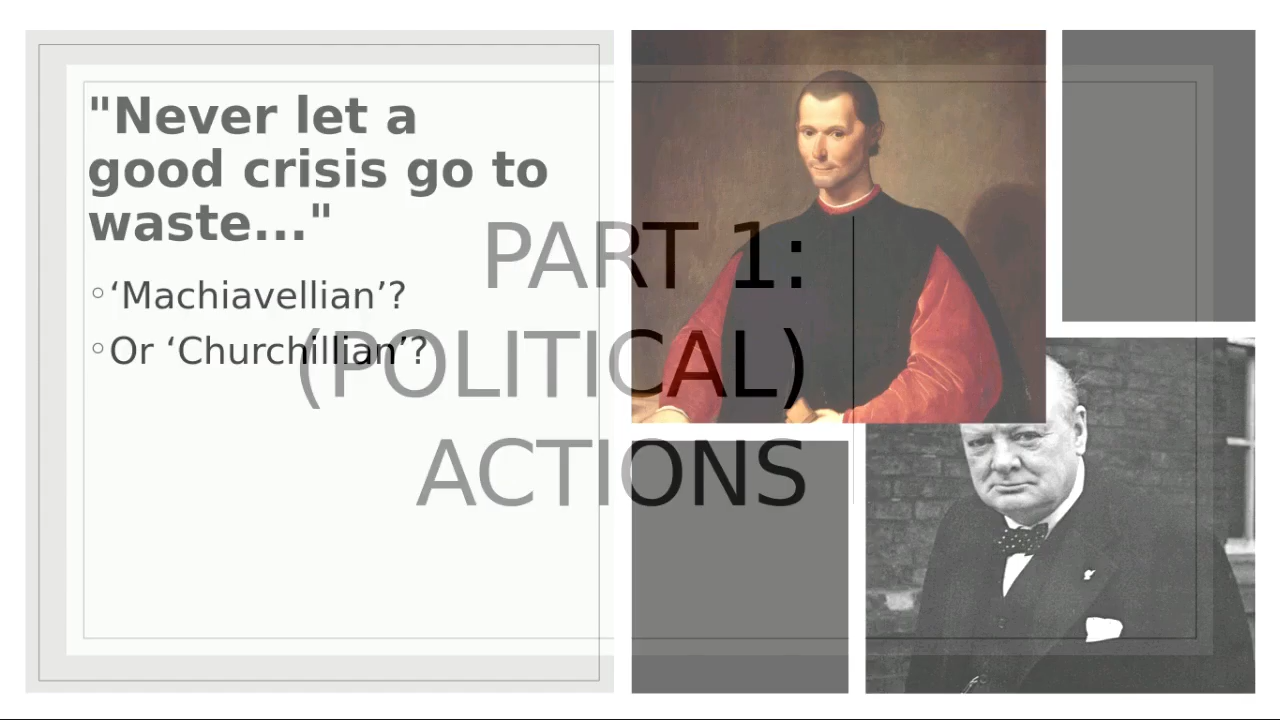 "Never let a
good crisis go to
waste..."
◦‘Machiavellian’?
◦Or ‘Churchillian’?
PART 1:
(POLITICAL)
ACTIONS